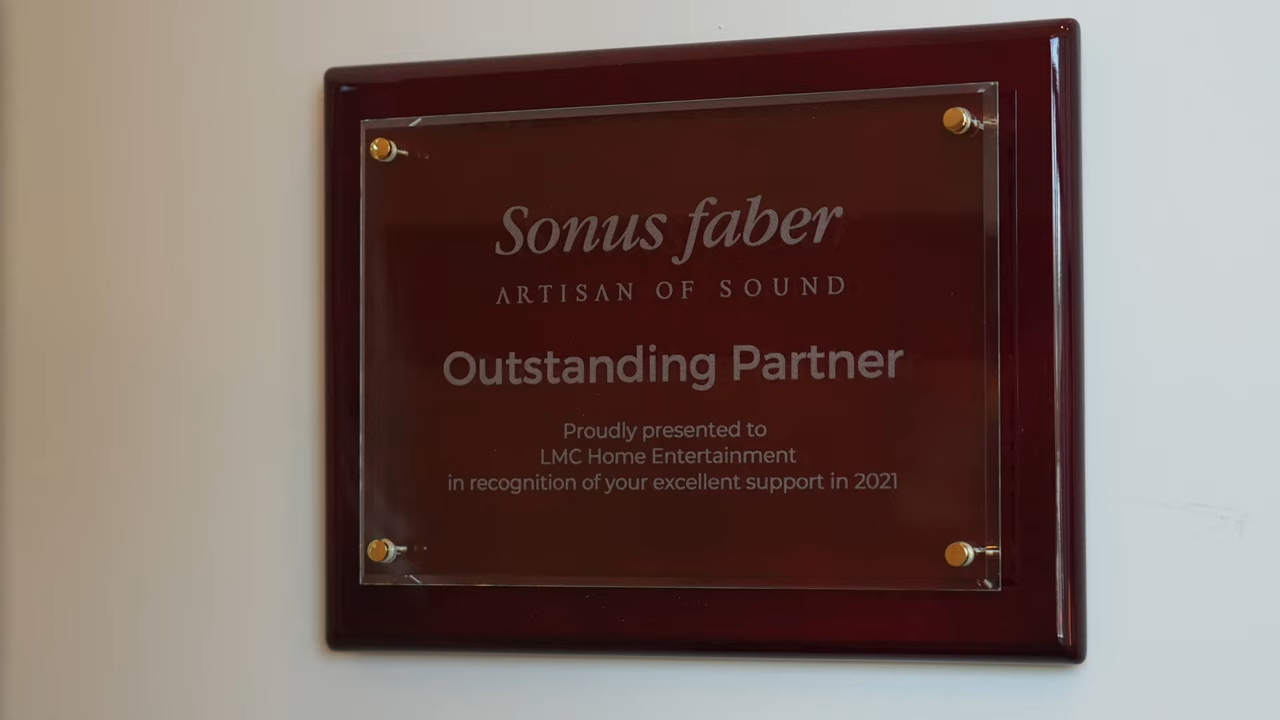 Sonus faber
ARTISAN OF SOUND
Outstanding Partner
Proudly presented to
LMC Home Entertainment
in recognition of your excellent support in 2021